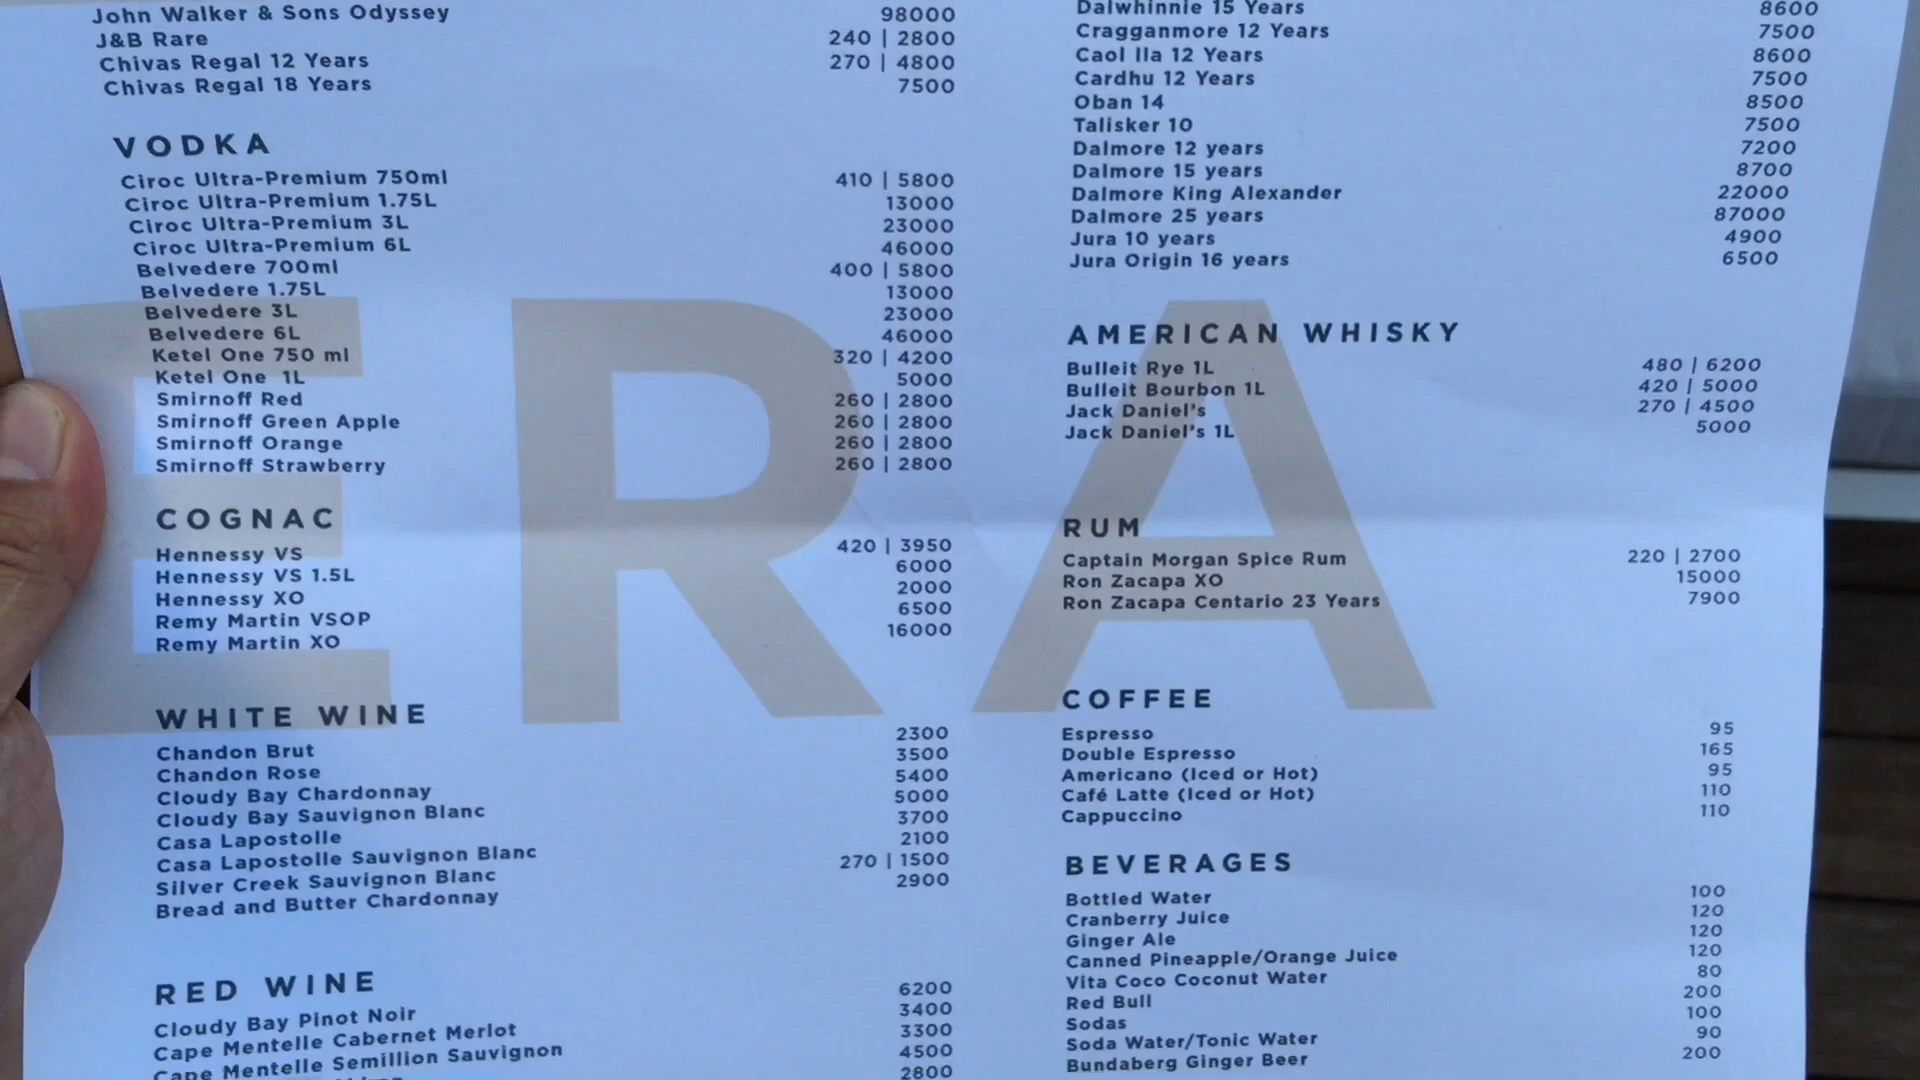 John Walker & Sons Odyssey 98000
J&B Rare 240 | 2800
Chivas Regal 12 Years 270 | 4800
Chivas Regal 18 Years 7500
VODKA
Ciroc Ultra-Premium 750ml 410 | 5800
Ciroc Ultra-Premium 1.75L 13000
Ciroc Ultra-Premium 3L 23000
Ciroc Ultra-Premium 6L 46000
Belvedere 700ml 400 | 5800
Belvedere 1.75L 13000
Belvedere 3L 23000
Belvedere 6L 46000
Ketel One 750 ml 320 | 4200
Ketel One 1L 5000
Smirnoff Red 260 | 2800
Smirnoff Green Apple 260 | 2800
Smirnoff Orange 260 | 2800
Smirnoff Strawberry 260 | 2800
COGNAC
Hennessy VS 420 | 3950
Hennessy VS 1.5L 6000
Hennessy XO 2000
Remy Martin VSOP 6500
Remy Martin XO 16000
WHITE WINE
Chandon Brut 2300
Chandon Rose 3500
Cloudy Bay Chardonnay 5400
Cloudy Bay Sauvignon Blanc 5000
Casa Lapostolle 3700
Casa Lapostolle Sauvignon Blanc 2100
Silver Creek Sauvignon Blanc 270 | 1500
Bread and Butter Chardonnay 2900
RED WINE
Cloudy Bay Pinot Noir 6200
Cape Mentelle Cabernet Merlot 3400
Cape Mentelle Semillion Sauvignon 3300
4500
2800
Dalwhinnie 15 Years 8600
Cragganmore 12 Years 7500
Caol Ila 12 Years 8600
Cardhu 12 Years 7500
Oban 14 8500
Talisker 10 7500
Dalmore 12 years 7200
Dalmore 15 years 8700
Dalmore King Alexander 22000
Dalmore 25 years 87000
Jura 10 years 4900
Jura Origin 16 years 6500
AMERICAN WHISKY
Bulleit Rye 1L 480 | 6200
Bulleit Bourbon 1L 420 | 5000
Jack Daniel's 270 | 4500
Jack Daniel's 1L 5000
RUM
Captain Morgan Spice Rum 220 | 2700
Ron Zacapa XO 15000
Ron Zacapa Centario 23 Years 7900
COFFEE
Espresso 95
Double Espresso 165
Americano (Iced or Hot) 95
Café Latte (Iced or Hot) 110
Cappuccino 110
BEVERAGES
Bottled Water 100
Cranberry Juice 120
Ginger Ale 120
Canned Pineapple/Orange Juice 120
Vita Coco Coconut Water 80
Red Bull 200
Sodas 100
Soda Water/Tonic Water 90
Bundaberg Ginger Beer 200
ERA